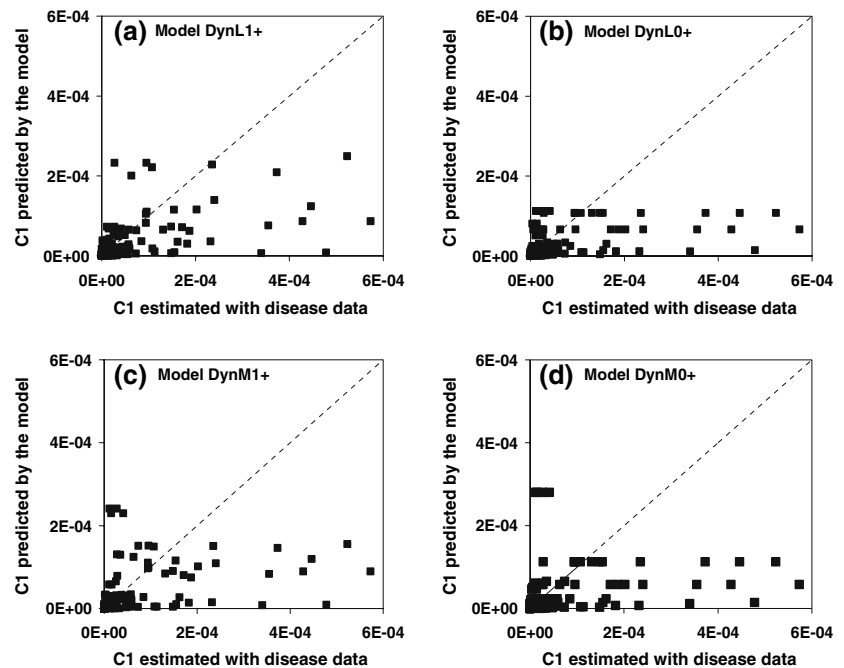 (a) Model DynL1+
6E-04
4E-04
2E-04
0E+00
0E+00 2E-04 4E-04 6E-04
C1 predicted by the model
C1 estimated with disease data
(b) Model DynL0+
6E-04
4E-04
2E-04
0E+00
0E+00 2E-04 4E-04 6E-04
C1 predicted by the model
C1 estimated with disease data
(c) Model DynM1+
6E-04
4E-04
2E-04
0E+00
0E+00 2E-04 4E-04 6E-04
C1 predicted by the model
C1 estimated with disease data
(d) Model DynM0+
6E-04
4E-04
2E-04
0E+00
0E+00 2E-04 4E-04 6E-04
C1 predicted by the model
C1 estimated with disease data